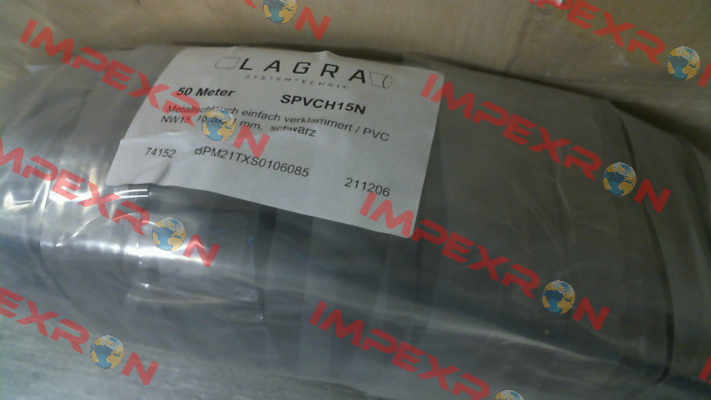 LAGRA
SYSTEMTECHNIK
50 Meter SPVCH15N
Metallschlauch einfach verklammert / PVC
NW15, mm, schwarz
74152 dPM21TXS0106085 211206
IMPEXRON
IMPEXRON
IMPEXRON
IMPEXRON
IMPEXRON
IMPEXRON
IMPEXRON